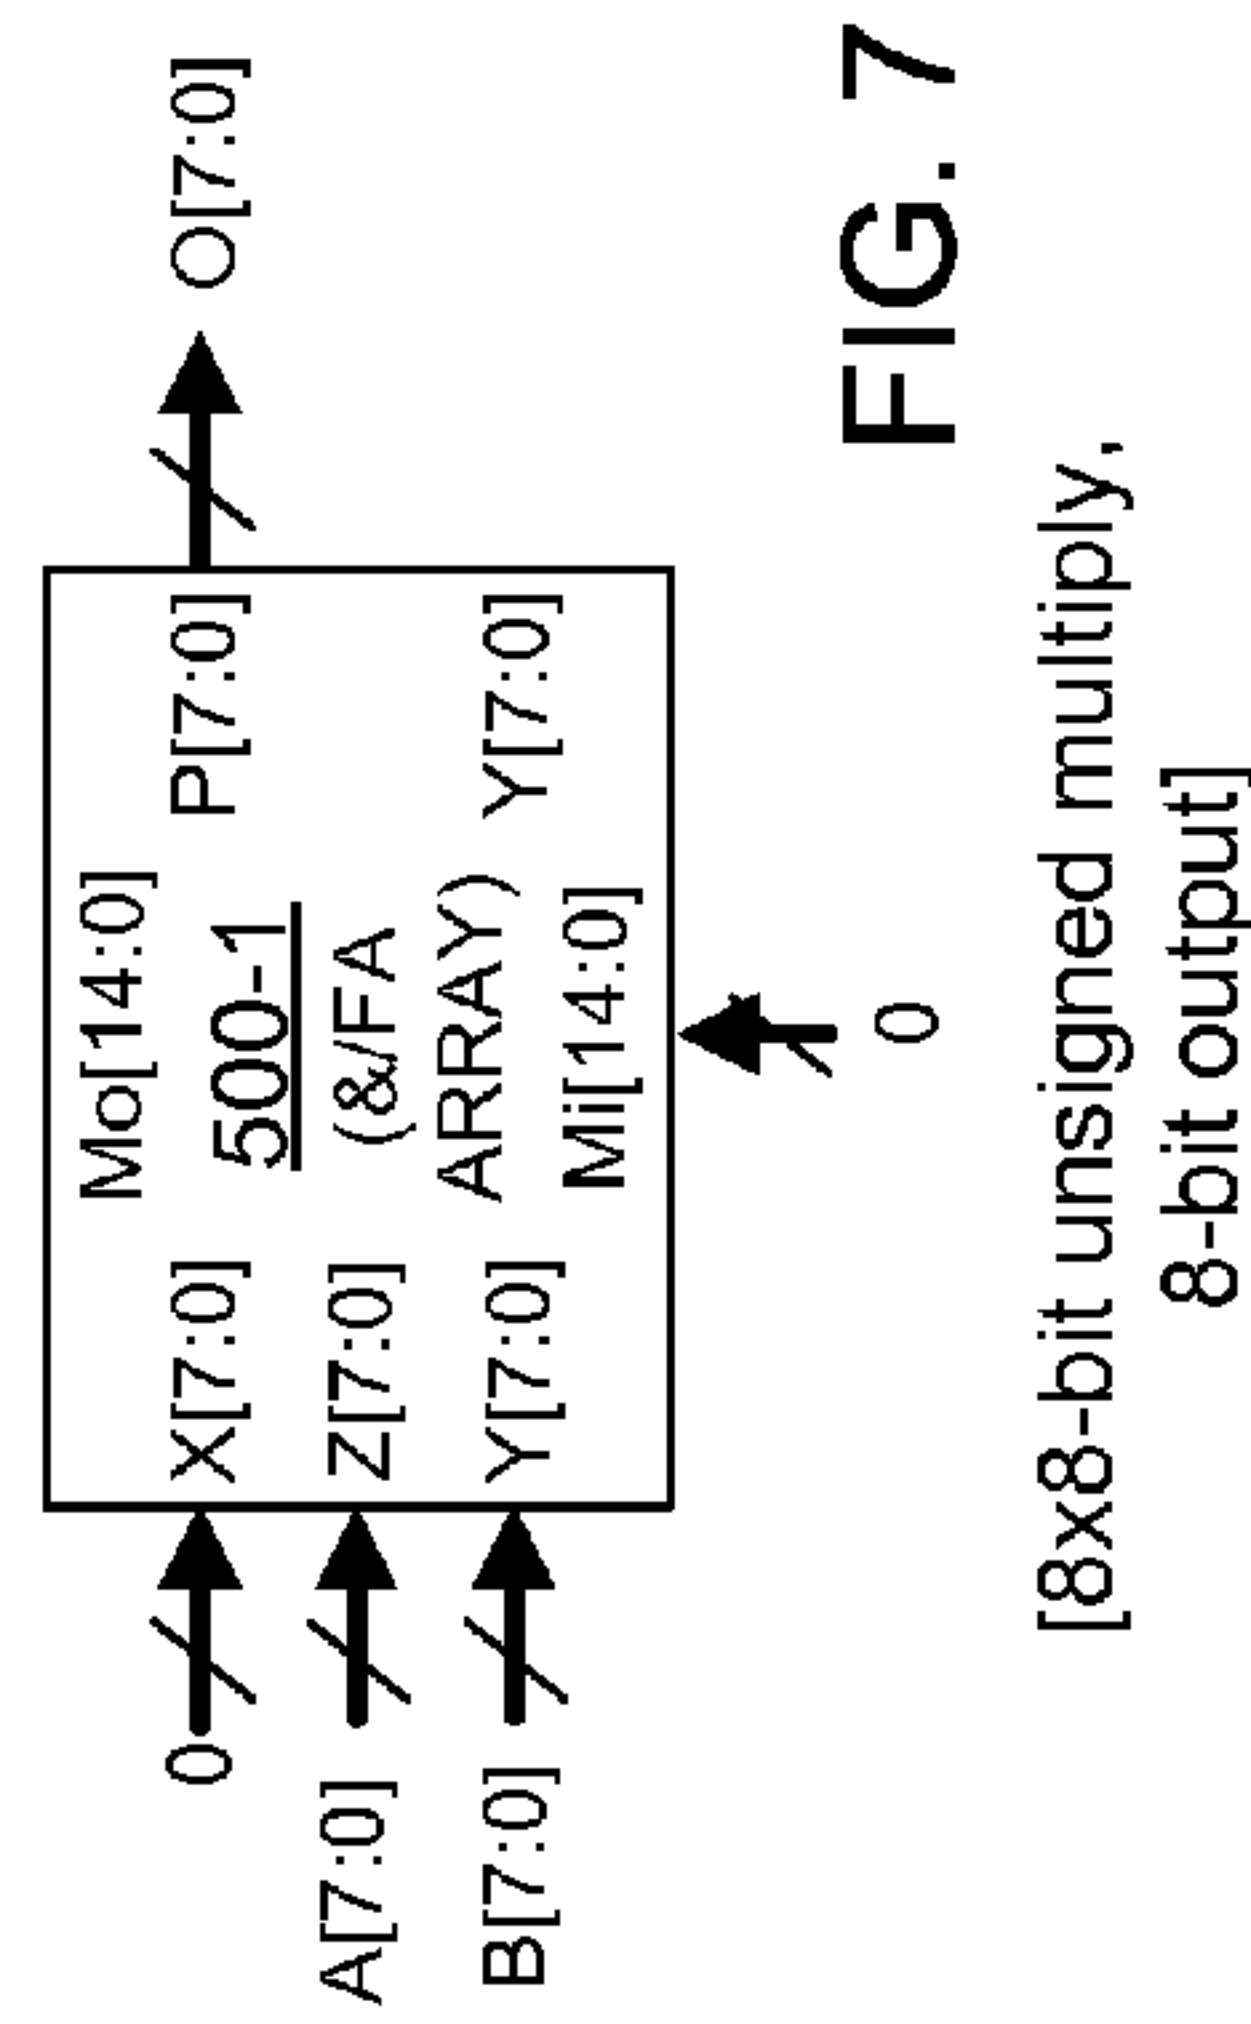 Mo[14:0]
0
X[7:0]
500-1
P[7:0]
O[7:0]
A[7:0]
Z[7:0]
(&/FA
B[7:0]
Y[7:0]
ARRAY)
Y[7:0]
Mi[14:0]
0
FIG. 7
[8x8-bit unsigned multiply,
8-bit output]